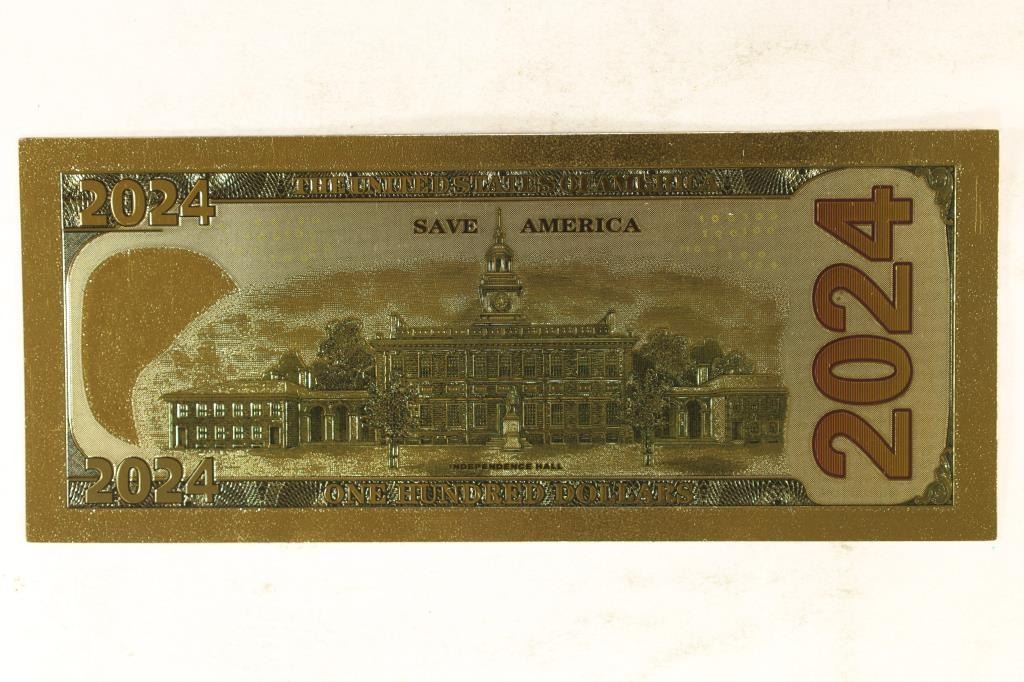 2024
THE UNITED STATES OF AMERICA
SAVE AMERICA
2024
INDEPENDENCE HALL
2024
ONE HUNDRED DOLLARS